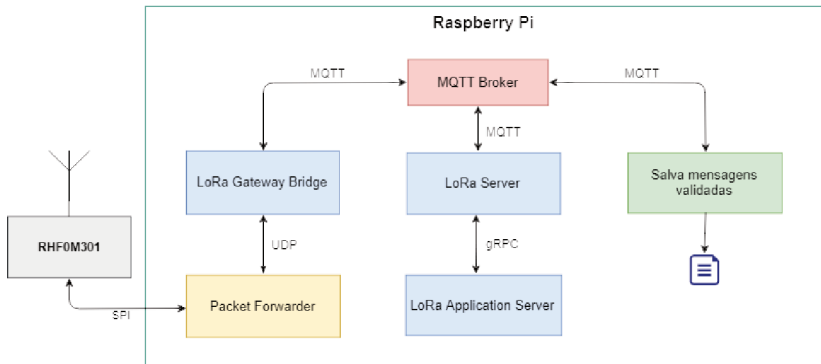 Raspberry Pi
MQTT
MQTT Broker
MQTT
MQTT
LoRa Gateway Bridge
LoRa Server
Salva mensagens
validadas
RHF0M301
UDP
gRPC
SPI
Packet Forwarder
LoRa Application Server